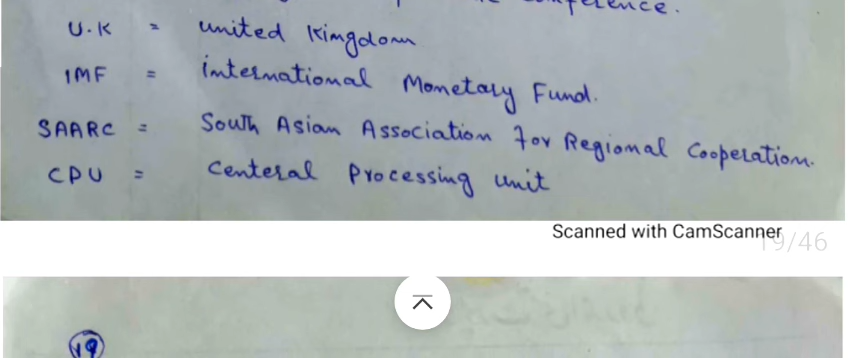 conference.
U.K = united Kingdom
IMF = international Monetary Fund.
SAARC = South Asian Association for Regional Cooperation.
CPU = Centeral Processing unit
Scanned with CamScanner
19/46
19